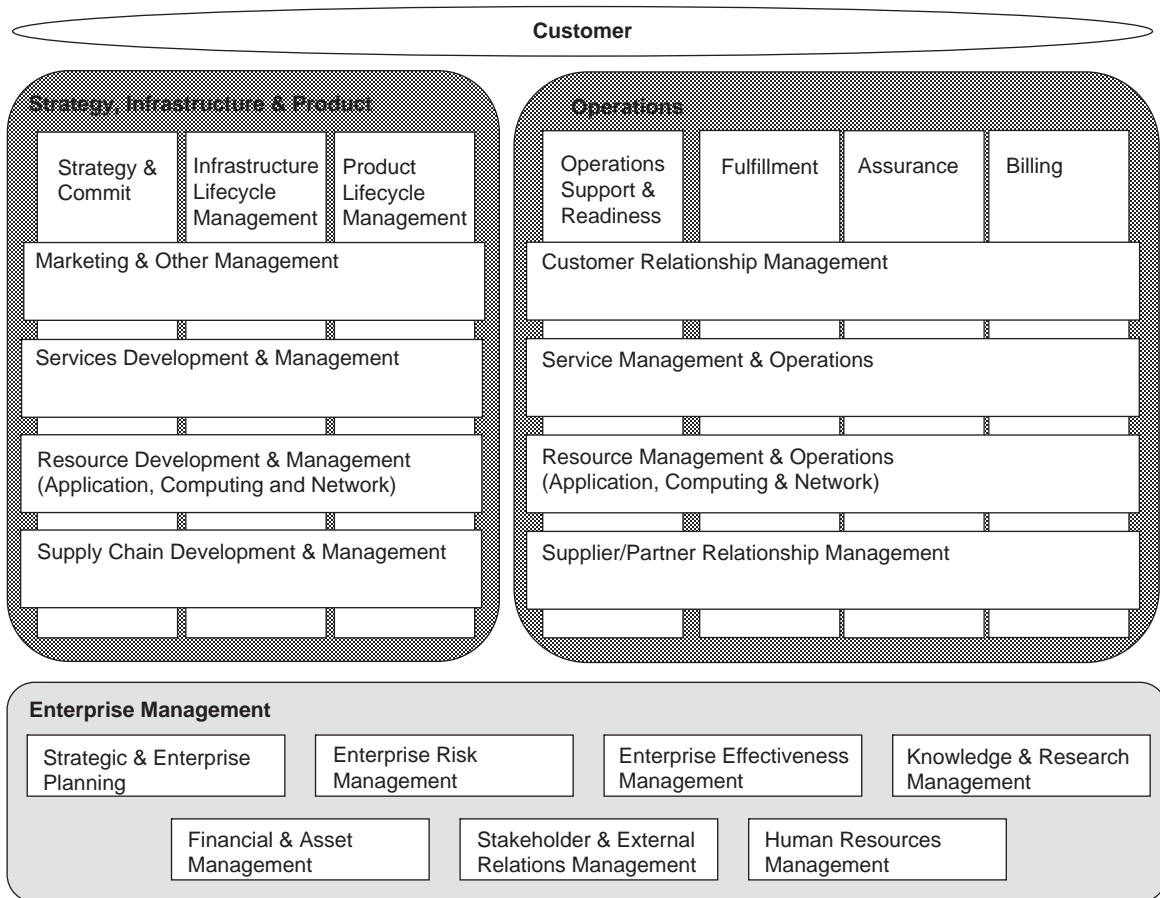 Customer
Strategy, Infrastructure & Product
Strategy &
Commit
Infrastructure
Lifecycle
Management
Product
Lifecycle
Management
Marketing & Other Management
Services Development & Management
Resource Development & Management
(Application, Computing and Network)
Supply Chain Development & Management
Operations
Operations
Support &
Readiness
Fulfillment
Assurance
Billing
Customer Relationship Management
Service Management & Operations
Resource Management & Operations
(Application, Computing & Network)
Supplier/Partner Relationship Management
Enterprise Management
Strategic & Enterprise
Planning
Enterprise Risk
Management
Enterprise Effectiveness
Management
Knowledge & Research
Management
Financial & Asset
Management
Stakeholder & External
Relations Management
Human Resources
Management